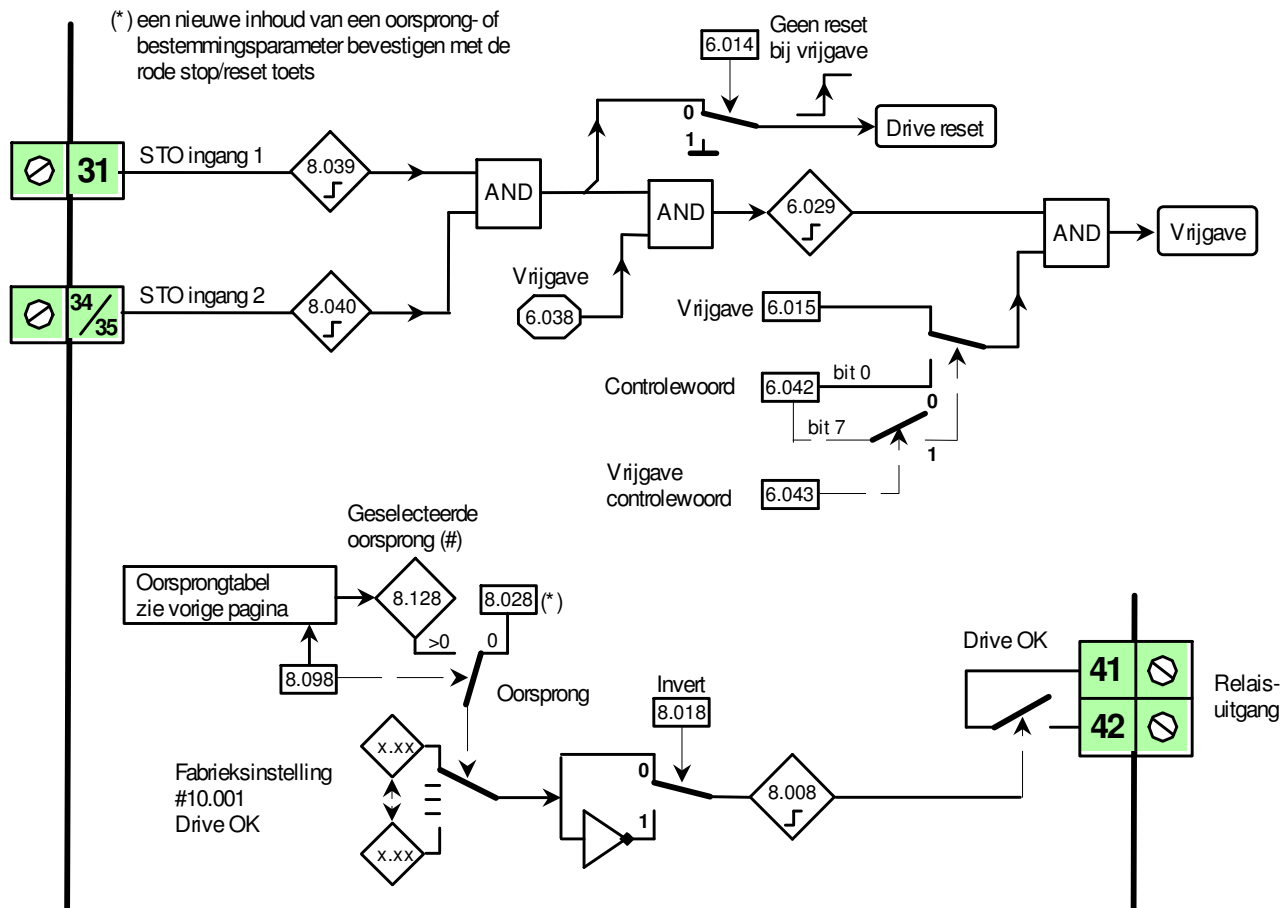 (*) een nieuwe inhoud van een oorsprong- of
bestemmingsparameter bevestigen met de
rode stop/reset toets
6.014
Geen reset
bij vrijgave
0
1
Drive reset
31
STO ingang 1
8.039
AND
AND
6.029
AND
Vrijgave
34/35
STO ingang 2
8.040
Vrijgave
6.038
Vrijgave
6.015
Controlewoord
6.042
bit 0
bit 7
0
1
Vrijgave
controlewoord
6.043
Geselecteerde
oorsprong (#)
Oorsprongtabel
zie vorige pagina
8.128
8.028
(*)
>0
0
8.098
Oorsprong
Invert
8.018
Drive OK
41
42
Relais-
uitgang
Fabrieksinstelling
#10.001
Drive OK
x.xx
x.xx
0
1
8.008